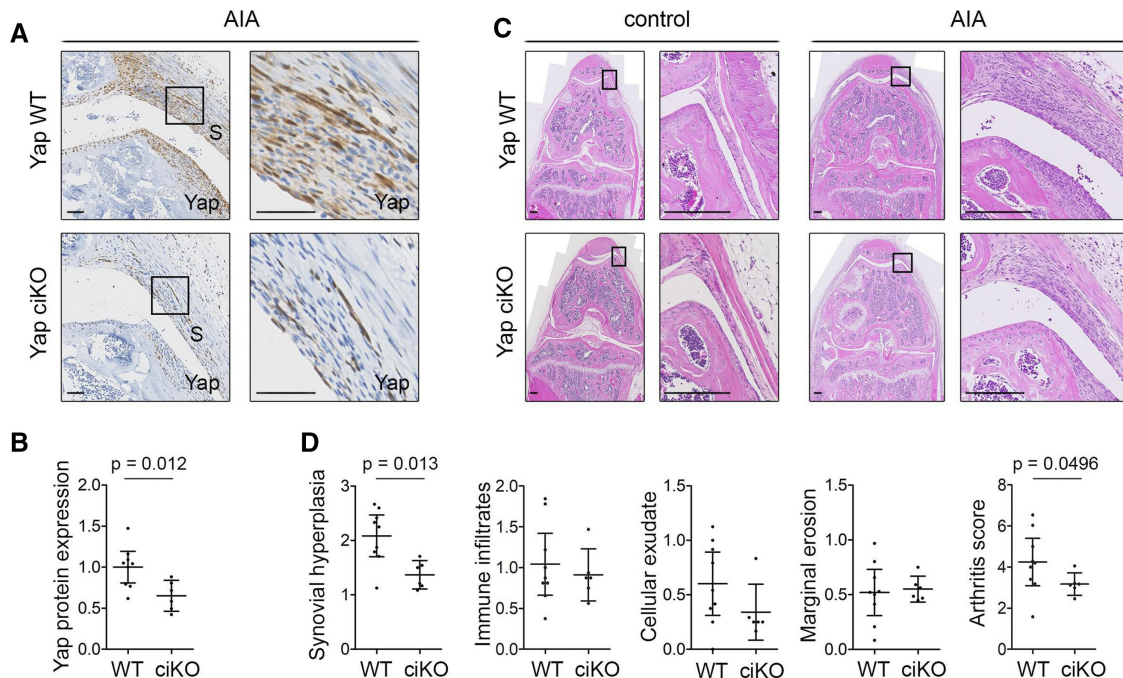 A
AIA
Yap WT
S
Yap
Yap
Yap ciKO
S
Yap
Yap
C
control
AIA
Yap WT
Yap ciKO
B
p = 0.012
Yap protein expression
2.0
1.5
1.0
0.5
0.0
WT ciKO
D
p = 0.013
Synovial hyperplasia
3
2
1
0
WT ciKO
Immune infiltrates
2.0
1.5
1.0
0.5
0.0
WT ciKO
Cellular exudate
1.5
1.0
0.5
0.0
WT ciKO
Marginal erosion
1.5
1.0
0.5
0.0
WT ciKO
p = 0.0496
Arthritis score
8
6
4
2
0
WT ciKO